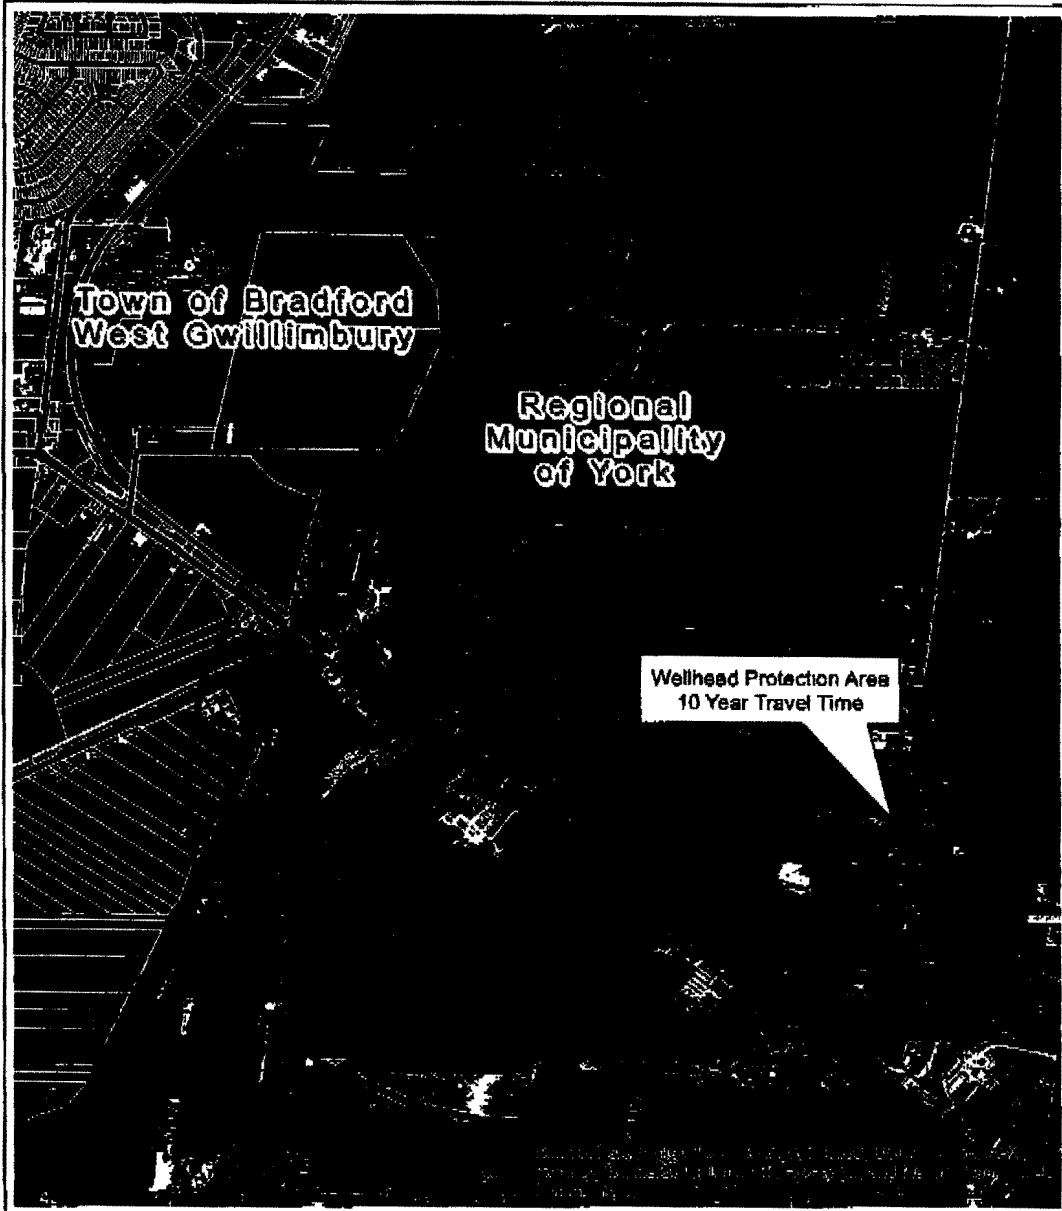 Town of Bradford
West Gwillimbury
Regional
Municipality
of York
Wellhead Protection Area
10 Year Travel Time